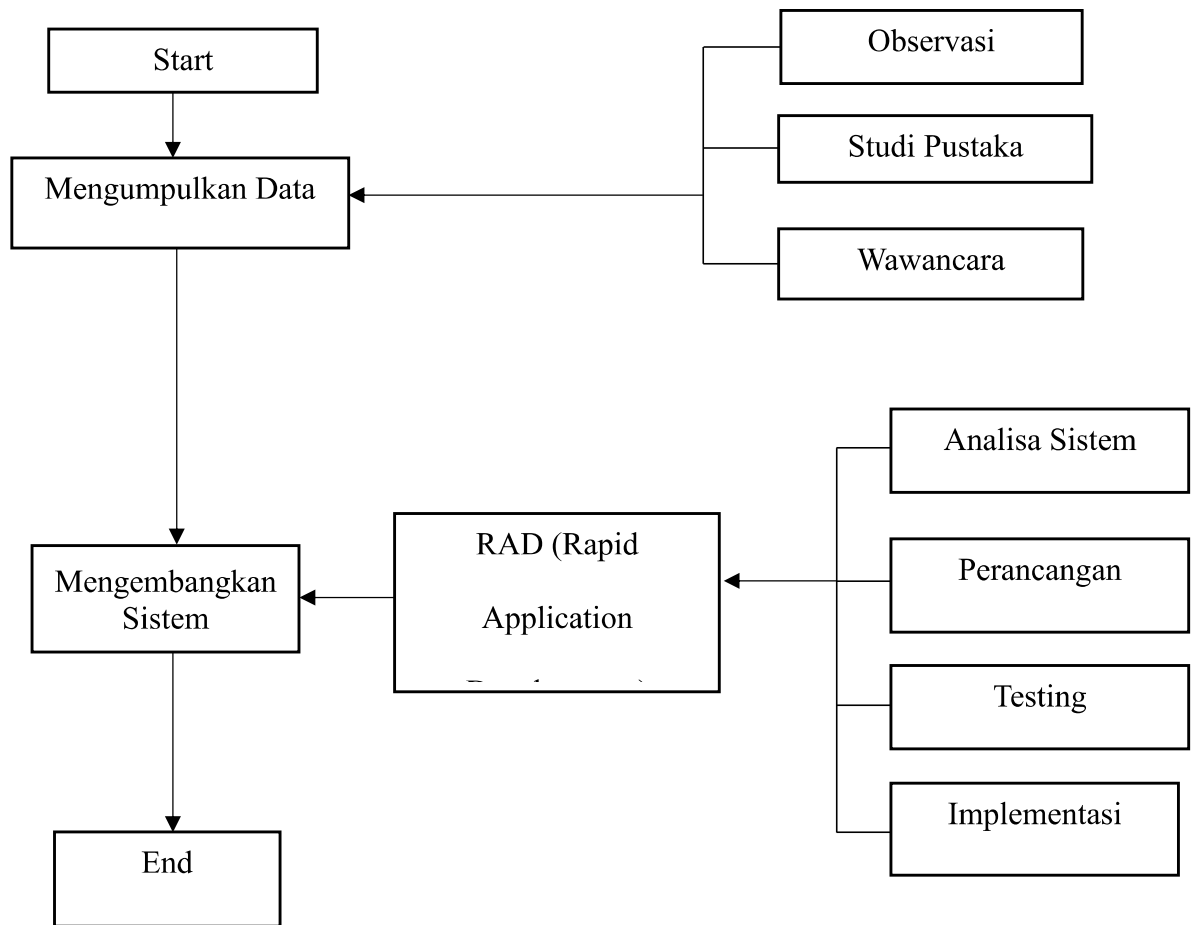 Start
Mengumpulkan Data
Observasi
Studi Pustaka
Wawancara
Mengembangkan
Sistem
RAD (Rapid
Application
Analisa Sistem
Perancangan
Testing
Implementasi
End